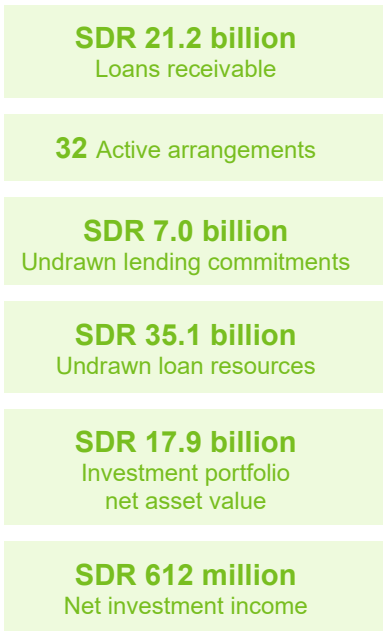 SDR 21.2 billion
Loans receivable
32 Active arrangements
SDR 7.0 billion
Undrawn lending commitments
SDR 35.1 billion
Undrawn loan resources
SDR 17.9 billion
Investment portfolio
net asset value
SDR 612 million
Net investment income